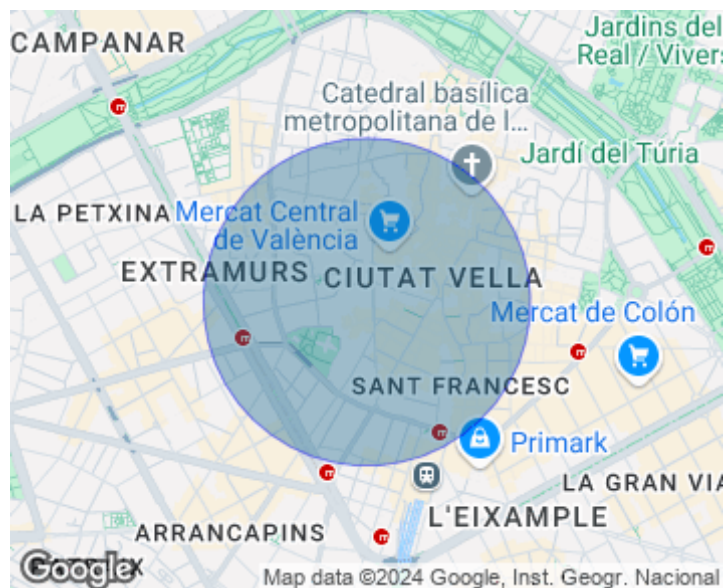 CAMPANAR
Jardins del
Real / Vivers
Catedral basílica
metropolitana de l...
Jardí del Túria
LA PETXINA
Mercat Central
de València
EXTRAMURS
CIUTAT VELLA
Mercat de Colón
SANT FRANCESC
Primark
LA GRAN VIA
L'EIXAMPLE
ARRANCAPINS
Google
Map data ©2024 Google, Inst. Geogr. Nacional